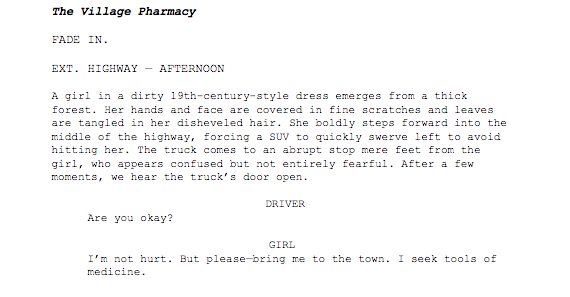 The Village Pharmacy
FADE IN.
EXT. HIGHWAY — AFTERNOON
A girl in a dirty 19th-century-style dress emerges from a thick
forest. Her hands and face are covered in fine scratches and leaves
are tangled in her disheveled hair. She boldly steps forward into the
middle of the highway, forcing a SUV to quickly swerve left to avoid
hitting her. The truck comes to an abrupt stop mere feet from the
girl, who appears confused but not entirely fearful. After a few
moments, we hear the truck’s door open.
DRIVER
Are you okay?
GIRL
I’m not hurt. But please—bring me to the town. I seek tools of
medicine.